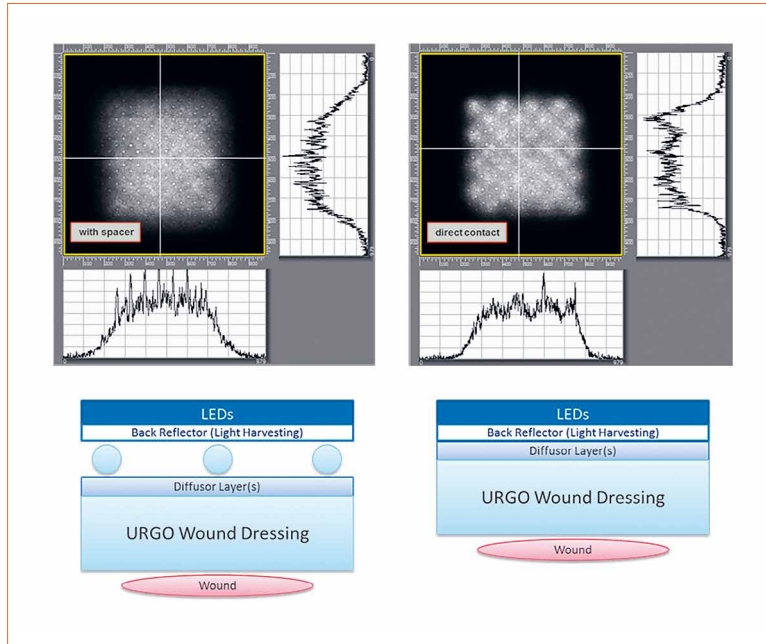 with spacer
direct contact
LEDs
Back Reflector (Light Harvesting)
Diffusor Layer(s)
URGO Wound Dressing
Wound
LEDs
Back Reflector (Light Harvesting)
Diffusor Layer(s)
URGO Wound Dressing
Wound